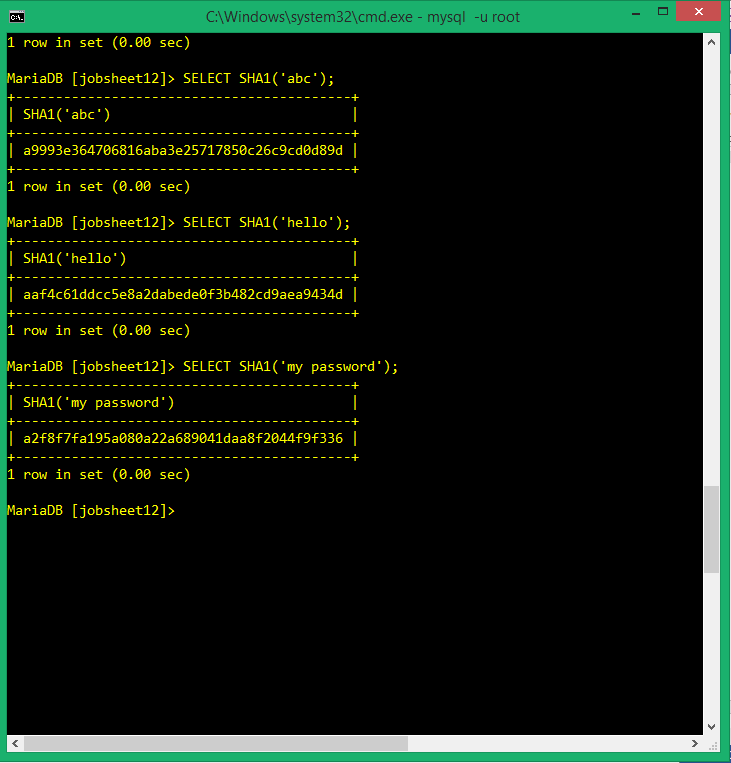 C:\Windows\system32\cmd.exe - mysql  -u root
1 row in set (0.00 sec)
MariaDB [jobsheet12]> SELECT SHA1('abc');
+------------------------------------------+
| SHA1('abc')                              |
+------------------------------------------+
| a9993e364706816aba3e25717850c26c9cd0d89d |
+------------------------------------------+
1 row in set (0.00 sec)
MariaDB [jobsheet12]> SELECT SHA1('hello');
+------------------------------------------+
| SHA1('hello')                            |
+------------------------------------------+
| aaf4c61ddcc5e8a2dabede0f3b482cd9aea9434d |
+------------------------------------------+
1 row in set (0.00 sec)
MariaDB [jobsheet12]> SELECT SHA1('my password');
+------------------------------------------+
| SHA1('my password')                      |
+------------------------------------------+
| a2f8f7fa195a080a22a689041daa8f2044f9f336 |
+------------------------------------------+
1 row in set (0.00 sec)
MariaDB [jobsheet12]>